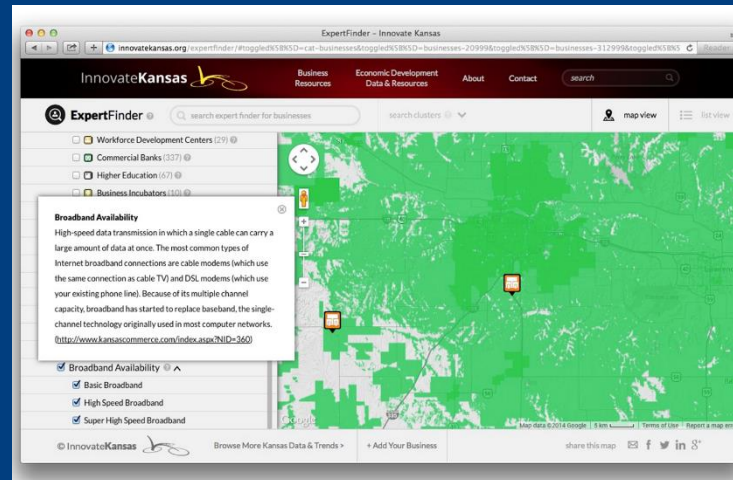 ExpertFinder – Innovate Kansas
innovatekansas.org/expertfinder/#toggled%5B%5D=cat-businesses&toggled%5B%5D=businesses-20999&toggled%5B%5D=businesses-312999&toggled%5B%5
Reader
InnovateKansas
Business Resources
Economic Development Data & Resources
About
Contact
search
ExpertFinder
search expert finder for businesses
search clusters
map view
list view
Workforce Development Centers (29)
Commercial Banks (337)
Higher Education (67)
Business Incubators (10)
Broadband Availability
High-speed data transmission in which a single cable can carry a
large amount of data at once. The most common types of
Internet broadband connections are cable modems (which use
the same connection as cable TV) and DSL modems (which use
your existing phone line). Because of its multiple channel
capacity, broadband has started to replace baseband, the single-
channel technology originally used in most computer networks.
(http://www.kansascommerce.com/index.aspx?NID=360)
Broadband Availability
Basic Broadband
High Speed Broadband
Super High Speed Broadband
Google
Map data ©2014 Google
5 km
Terms of Use
Report a map err
© InnovateKansas
Browse More Kansas Data & Trends >
+ Add Your Business
share this map